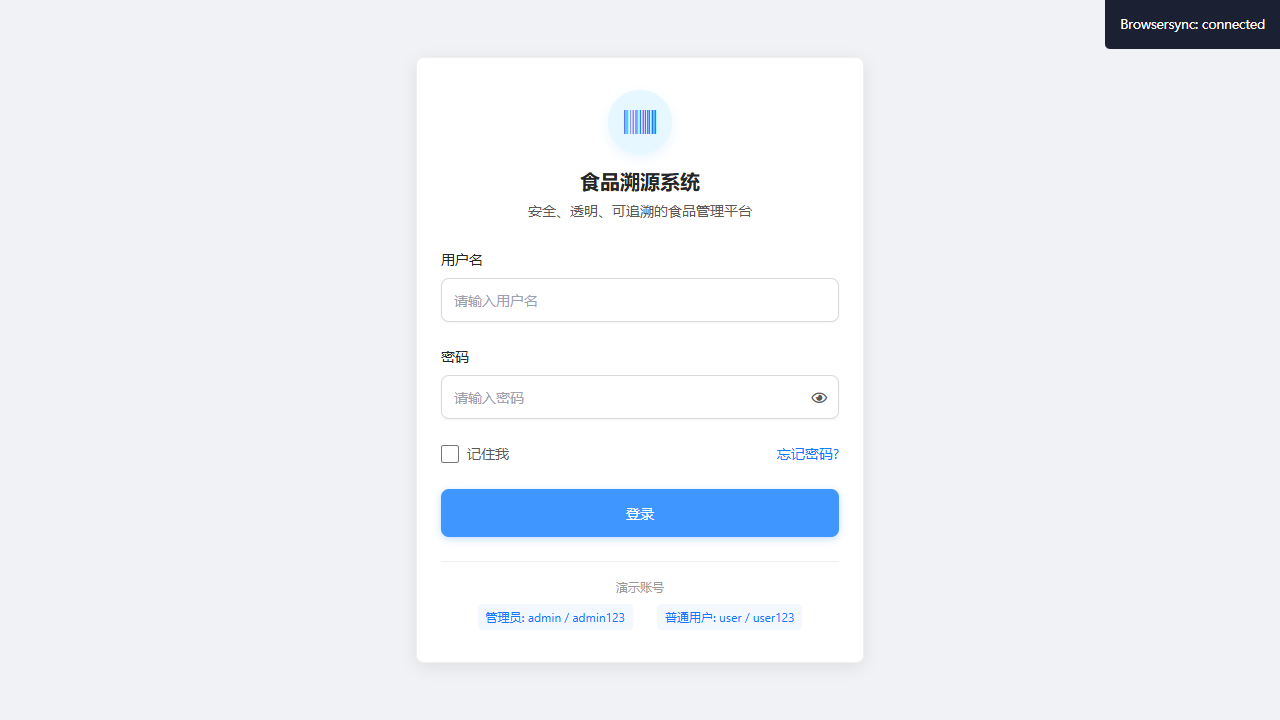 Browsersync: connected
食品溯源系统
安全、透明、可追溯的食品管理平台
用户名
请输入用户名
密码
请输入密码
记住我
忘记密码?
登录
演示账号
管理员: admin / admin123
普通用户: user / user123